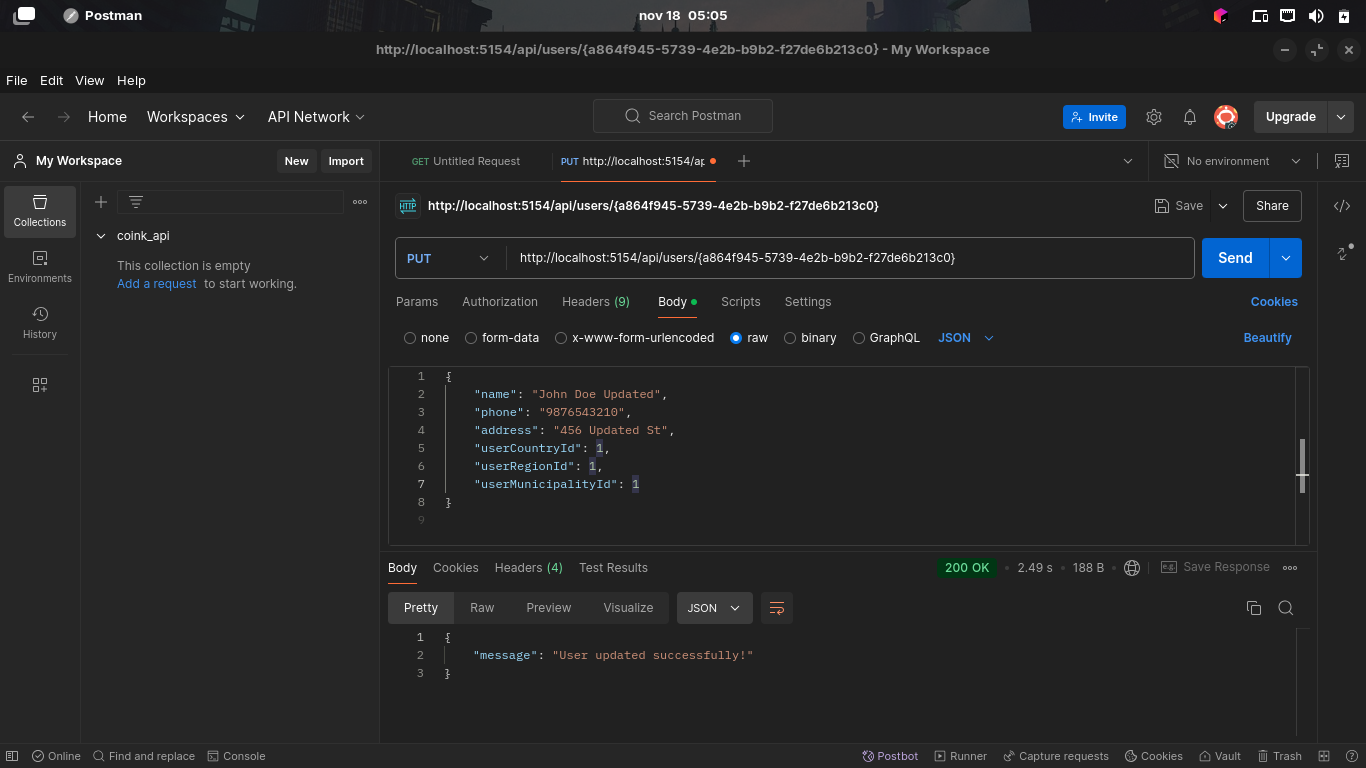 Postman
nov 18 05:05
http://localhost:5154/api/users/{a864f945-5739-4e2b-b9b2-f27de6b213c0} - My Workspace
File Edit View Help
Home Workspaces API Network Search Postman Invite Upgrade
My Workspace New Import GET Untitled Request PUT http://localhost:5154/ap No environment
Collections
Environments
History
coink_api
This collection is empty
Add a request to start working.
HTTP http://localhost:5154/api/users/{a864f945-5739-4e2b-b9b2-f27de6b213c0} Save Share
PUT http://localhost:5154/api/users/{a864f945-5739-4e2b-b9b2-f27de6b213c0} Send
Params Authorization Headers (9) Body Scripts Settings Cookies
none form-data x-www-form-urlencoded raw binary GraphQL JSON Beautify
1 {
2 "name": "John Doe Updated",
3 "phone": "9876543210",
4 "address": "456 Updated St",
5 "userCountryId": 1,
6 "userRegionId": 1,
7 "userMunicipalityId": 1
8 }
9
Body Cookies Headers (4) Test Results 200 OK 2.49 s 188 B Save Response
Pretty Raw Preview Visualize JSON
1 {
2 "message": "User updated successfully!"
3 }
Online Find and replace Console Postbot Runner Capture requests Cookies Vault Trash